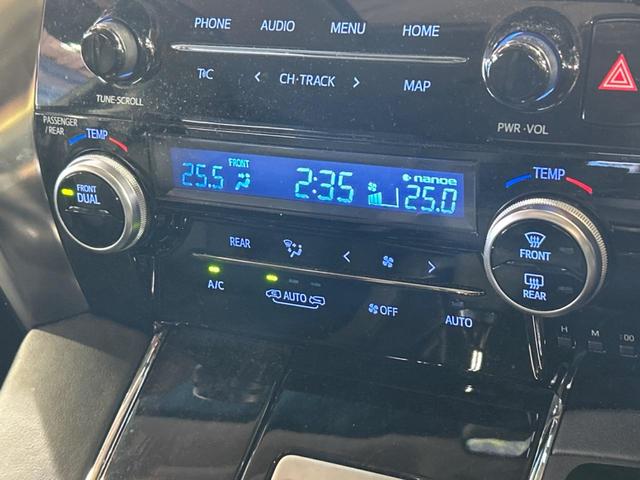 PHONE AUDIO MENU HOME
T⊙C < CH·TRACK > MAP
TUNE·SCROLL PWR·VOL
PASSENGER
/REAR
TEMP
FRONT
DUAL
FRONT nanoe
25.5 2:35 25.0
TEMP
FRONT
REAR
REAR < >
A/C AUTO OFF AUTO
H M :00